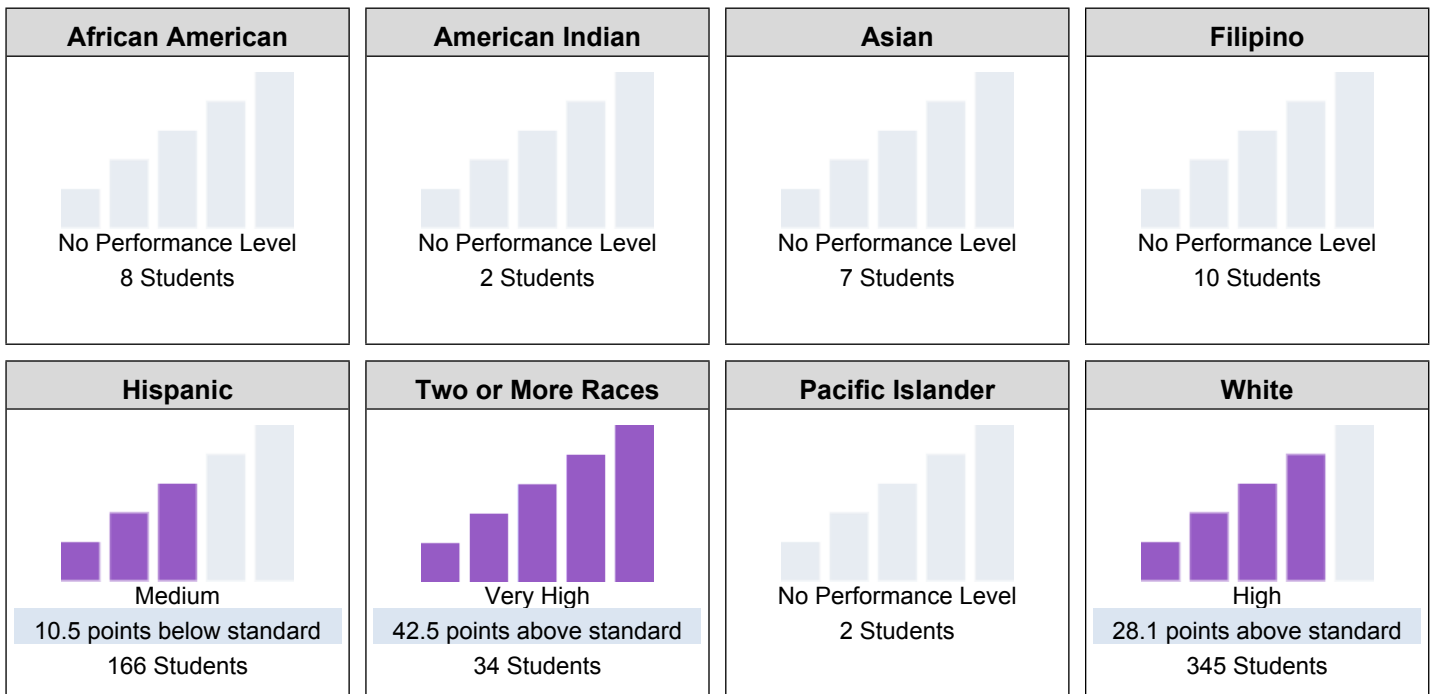 African American
No Performance Level
8 Students
American Indian
No Performance Level
2 Students
Asian
No Performance Level
7 Students
Filipino
No Performance Level
10 Students
Hispanic
Medium
10.5 points below standard
166 Students
Two or More Races
Very High
42.5 points above standard
34 Students
Pacific Islander
No Performance Level
2 Students
White
High
28.1 points above standard
345 Students